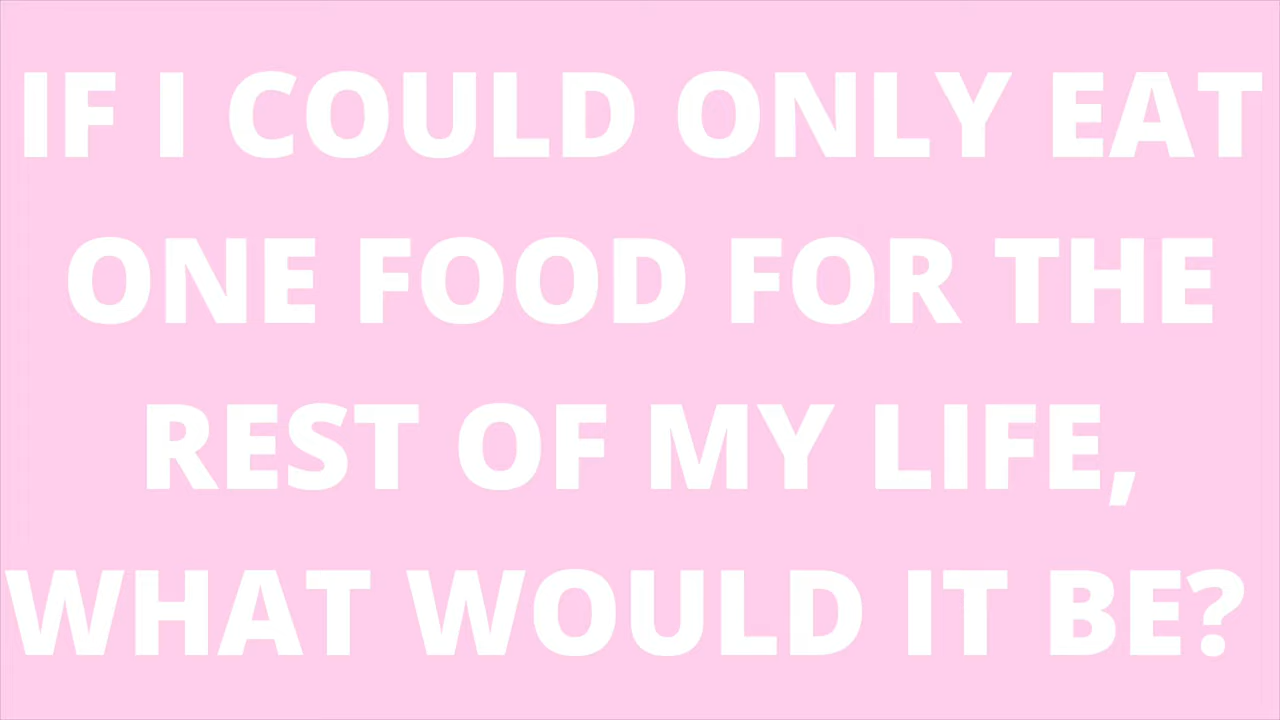 IF I COULD ONLY EAT
ONE FOOD FOR THE
REST OF MY LIFE,
WHAT WOULD IT BE?